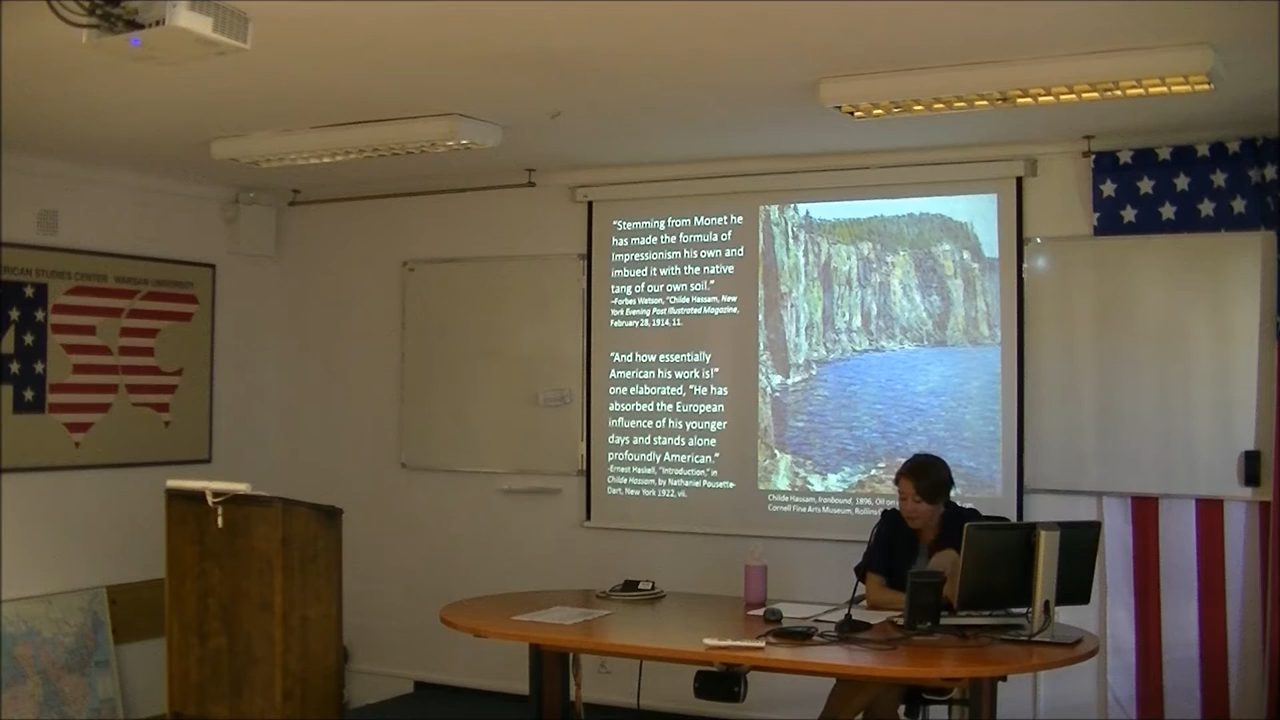 RICAN STUDIES CENTER WARSAW UNIVERSITY
ASC
"Stemming from Monet he
has made the formula of
Impressionism his own and
imbued it with the native
tang of our own soil."
–Forbes Watson, "Childe Hassam, New
York Evening Post Illustrated Magazine,
February 28, 1914, 11.
"And how essentially
American his work is!"
one elaborated, "He has
absorbed the European
influence of his younger
days and stands alone
profoundly American."
-Ernest Haskell, "Introduction," in
Childe Hassam, by Nathaniel Pousette-
Dart, New York 1922, vii.
Childe Hassam, Ironbound, 1896, Oil on
Cornell Fine Arts Museum, Rollins